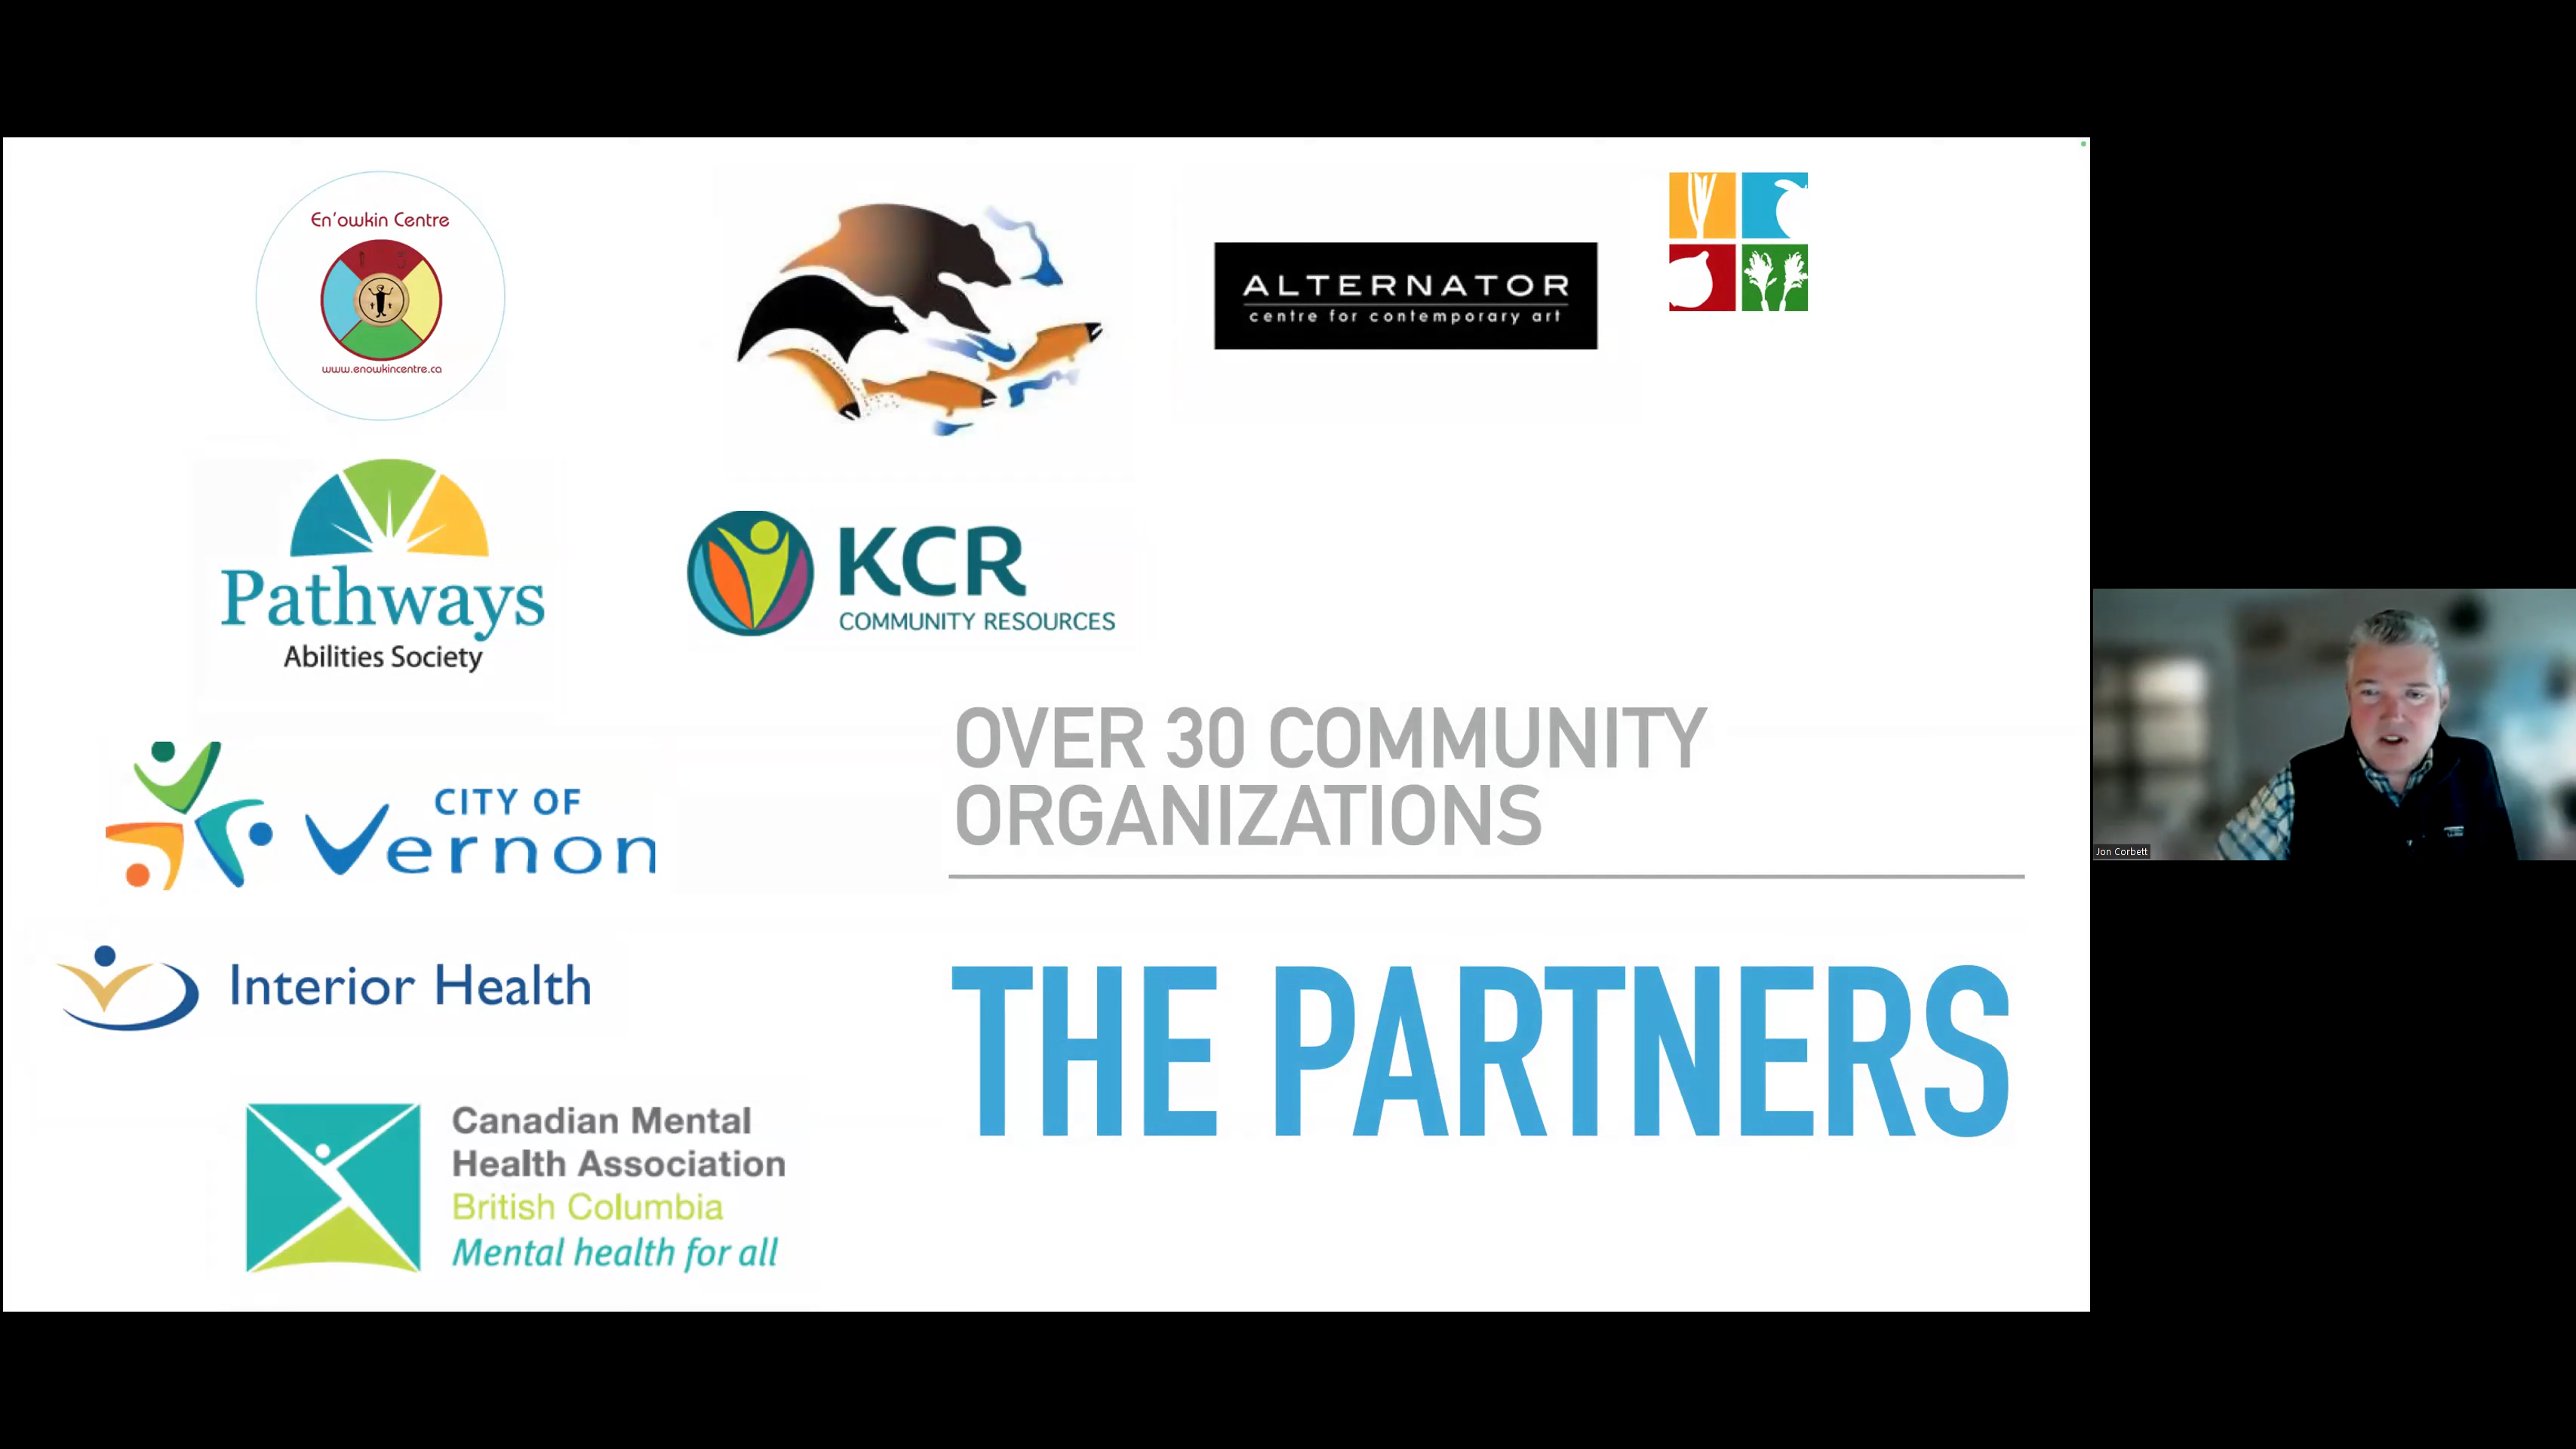 En'owkin Centre
www.enowkincentre.ca
ALTERNATOR
centre for contemporary art
Pathways
Abilities Society
KCR
COMMUNITY RESOURCES
OVER 30 COMMUNITY
ORGANIZATIONS
CITY OF
Vernon
Jon Corbett
Interior Health
THE PARTNERS
Canadian Mental
Health Association
British Columbia
Mental health for all